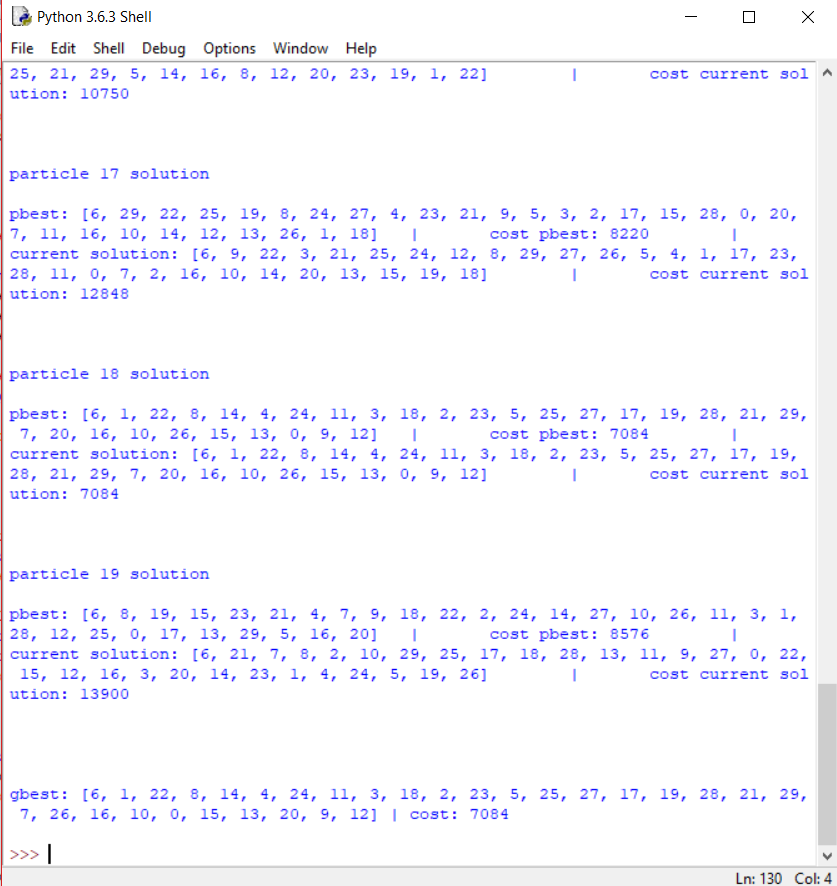 Python 3.6.3 Shell
File Edit Shell Debug Options Window Help
25, 21, 29, 5, 14, 16, 8, 12, 20, 23, 19, 1, 22] | cost current sol
ution: 10750
particle 17 solution
pbest: [6, 29, 22, 25, 19, 8, 24, 27, 4, 23, 21, 9, 5, 3, 2, 17, 15, 28, 0, 20,
7, 11, 16, 10, 14, 12, 13, 26, 1, 18] | cost pbest: 8220 |
current solution: [6, 9, 22, 3, 21, 25, 24, 12, 8, 29, 27, 26, 5, 4, 1, 17, 23,
28, 11, 0, 7, 2, 16, 10, 14, 20, 13, 15, 19, 18] | cost current sol
ution: 12848
particle 18 solution
pbest: [6, 1, 22, 8, 14, 4, 24, 11, 3, 18, 2, 23, 5, 25, 27, 17, 19, 28, 21, 29,
7, 20, 16, 10, 26, 15, 13, 0, 9, 12] | cost pbest: 7084 |
current solution: [6, 1, 22, 8, 14, 4, 24, 11, 3, 18, 2, 23, 5, 25, 27, 17, 19,
28, 21, 29, 7, 20, 16, 10, 26, 15, 13, 0, 9, 12] | cost current sol
ution: 7084
particle 19 solution
pbest: [6, 8, 19, 15, 23, 21, 4, 7, 9, 18, 22, 2, 24, 14, 27, 10, 26, 11, 3, 1,
28, 12, 25, 0, 17, 13, 29, 5, 16, 20] | cost pbest: 8576 |
current solution: [6, 21, 7, 8, 2, 10, 29, 25, 17, 18, 28, 13, 11, 9, 27, 0, 22,
15, 12, 16, 3, 20, 14, 23, 1, 4, 24, 5, 19, 26] | cost current sol
ution: 13900
gbest: [6, 1, 22, 8, 14, 4, 24, 11, 3, 18, 2, 23, 5, 25, 27, 17, 19, 28, 21, 29,
7, 26, 16, 10, 0, 15, 13, 20, 9, 12] | cost: 7084
>>>
Ln: 130 Col: 4